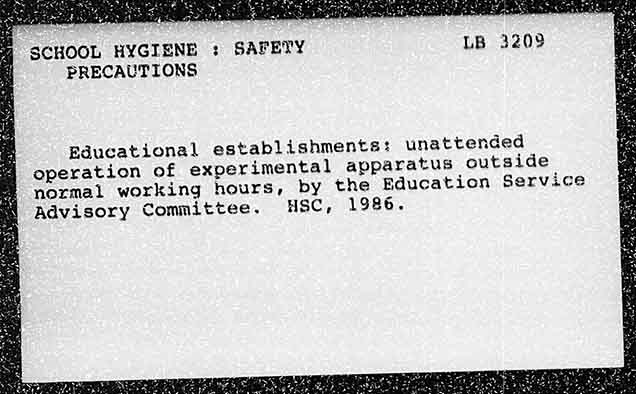 SCHOOL HYGIENE : SAFETY LB 3209
PRECAUTIONS
Educational establishments: unattended
operation of experimental apparatus outside
normal working hours, by the Education Service
Advisory Committee. HSC, 1986.